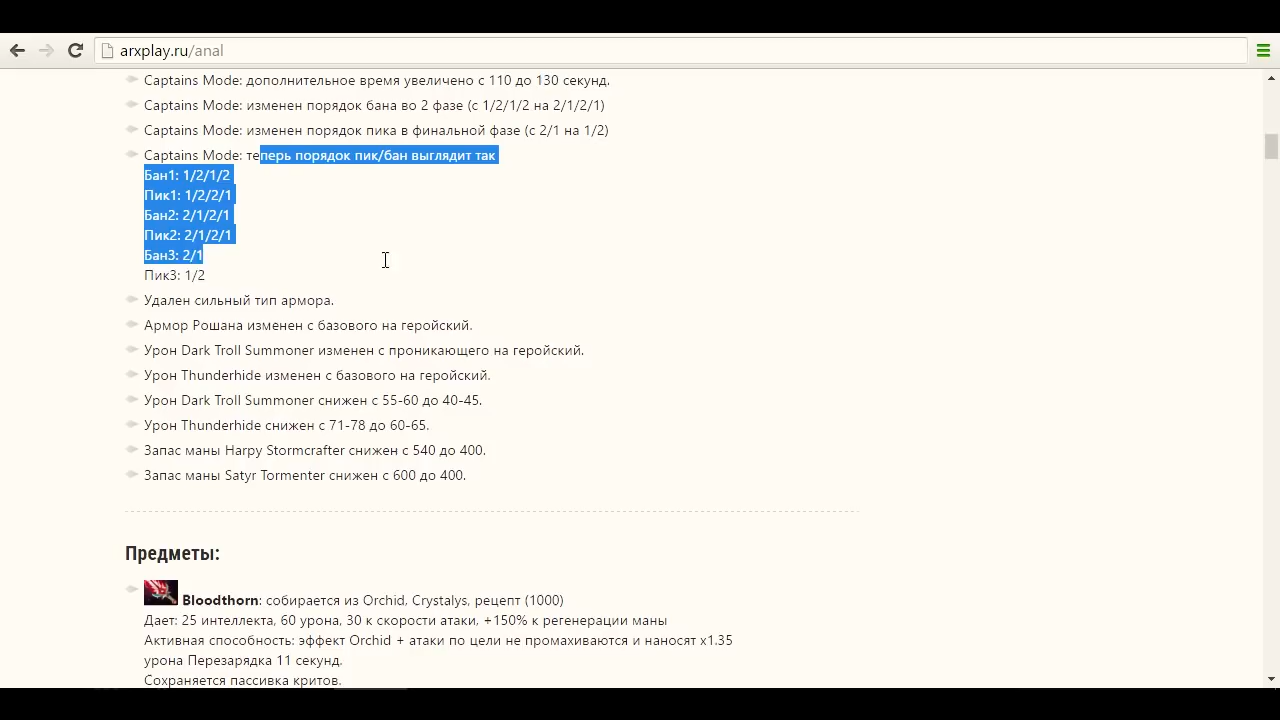 arxplay.ru/anal
Captains Mode: дополнительное время увеличено с 110 до 130 секунд.
Captains Mode: изменен порядок бана во 2 фазе (с 1/2/1/2 на 2/1/2/1)
Captains Mode: изменен порядок пика в финальной фазе (с 2/1 на 1/2)
Captains Mode: теперь порядок пик/бан выглядит так
Бан1: 1/2/1/2
Пик1: 1/2/2/1
Бан2: 2/1/2/1
Пик2: 2/1/2/1
Бан3: 2/1
Пик3: 1/2
Удален сильный тип армора.
Армор Рошана изменен с базового на геройский.
Урон Dark Troll Summoner изменен с проникающего на геройский.
Урон Thunderhide изменен с базового на геройский.
Урон Dark Troll Summoner снижен с 55-60 до 40-45.
Урон Thunderhide снижен с 71-78 до 60-65.
Запас маны Harpy Stormcrafter снижен с 540 до 400.
Запас маны Satyr Tormenter снижен с 600 до 400.
Предметы:
Bloodthorn: собирается из Orchid, Crystalys, рецепт (1000)
Дает: 25 интеллекта, 60 урона, 30 к скорости атаки, +150% к регенерации маны
Активная способность: эффект Orchid + атаки по цели не промахиваются и наносят x1.35
урона Перезарядка 11 секунд.
Сохраняется пассивка критов.